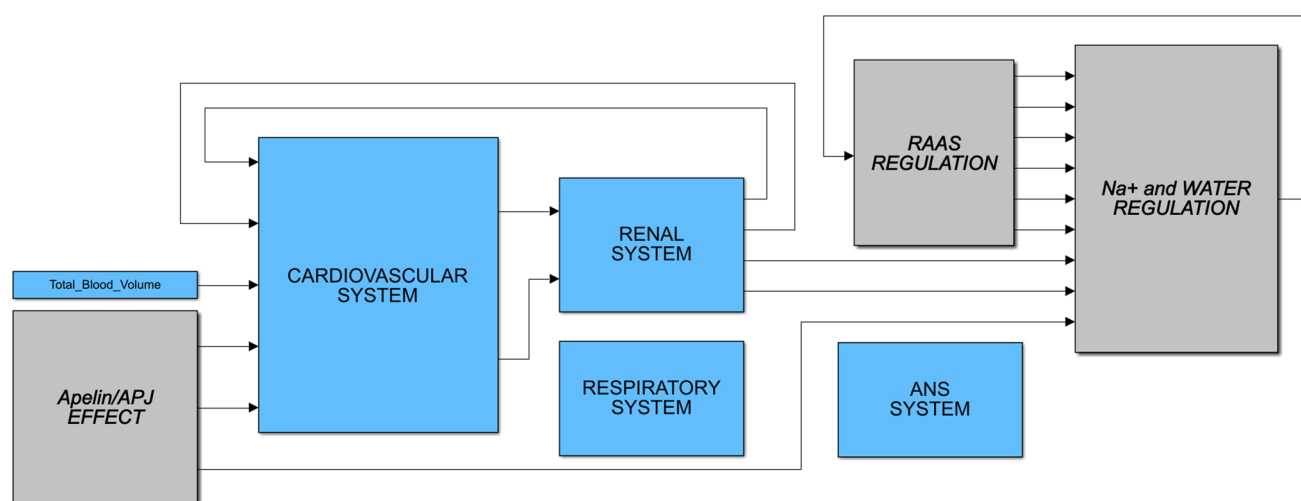 RAAS
REGULATION
Na+ and WATER
REGULATION
RENAL
SYSTEM
CARDIOVASCULAR
SYSTEM
Total_Blood_Volume
Apelin/APJ
EFFECT
RESPIRATORY
SYSTEM
ANS
SYSTEM